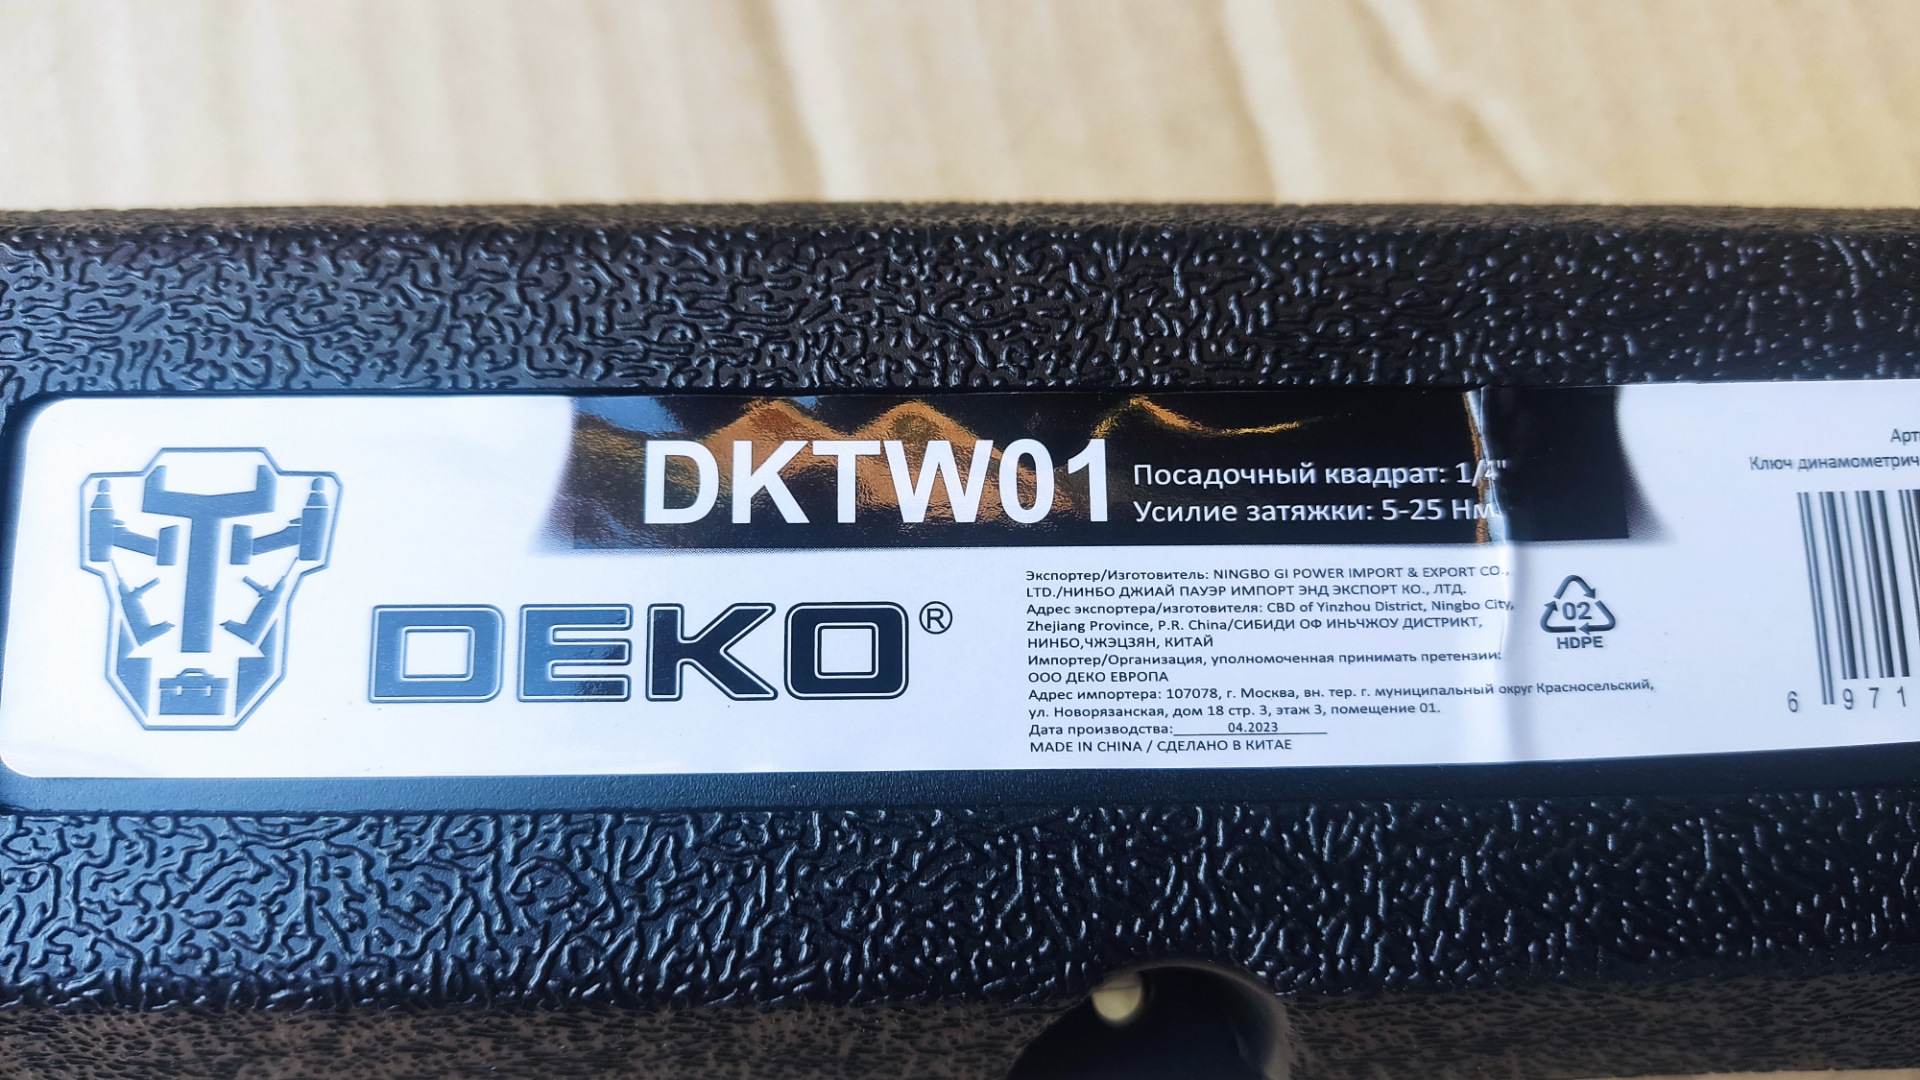 DKTW01
Посадочный квадрат: 1/4"
Усилие затяжки: 5-25 Нм
DEKO®
Экспортер/Изготовитель: NINGBO GI POWER IMPORT & EXPORT CO.,
LTD./НИНБО ДЖИАЙ ПАУЭР ИМПОРТ ЭНД ЭКСПОРТ КО., ЛТД.
Адрес экспортера/изготовителя: CBD of Yinzhou District, Ningbo City,
Zhejiang Province, P.R. China/СИБИДИ ОФ ИНЬЧЖОУ ДИСТРИКТ,
НИНБО,ЧЖЭЦЗЯН, КИТАЙ
Импортер/Организация, уполномоченная принимать претензии:
ООО ДЕКО ЕВРОПА
Адрес импортера: 107078, г. Москва, вн. тер. г. муниципальный округ Красносельский,
ул. Новорязанская, дом 18 стр. 3, этаж 3, помещение 01.
Дата производства: 04.2023
MADE IN CHINA / СДЕЛАНО В КИТАЕ
02
HDPE
Ключ
6 971